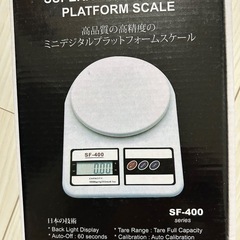 PLATFORM SCALE
高品質の高精度の
ミニデジタルプラットフォームスケール
SF-400
0.00
日本の技術
SF-400
series
* Back Light Display
* Tare Range : Tare Full Capacity
* Auto-Off : 60 seconds
* Calibration : Auto Calibration